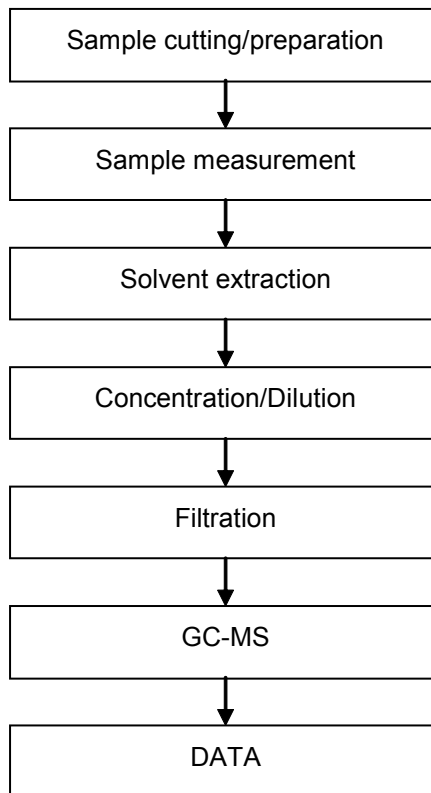 Sample cutting/preparation
Sample measurement
Solvent extraction
Concentration/Dilution
Filtration
GC-MS
DATA